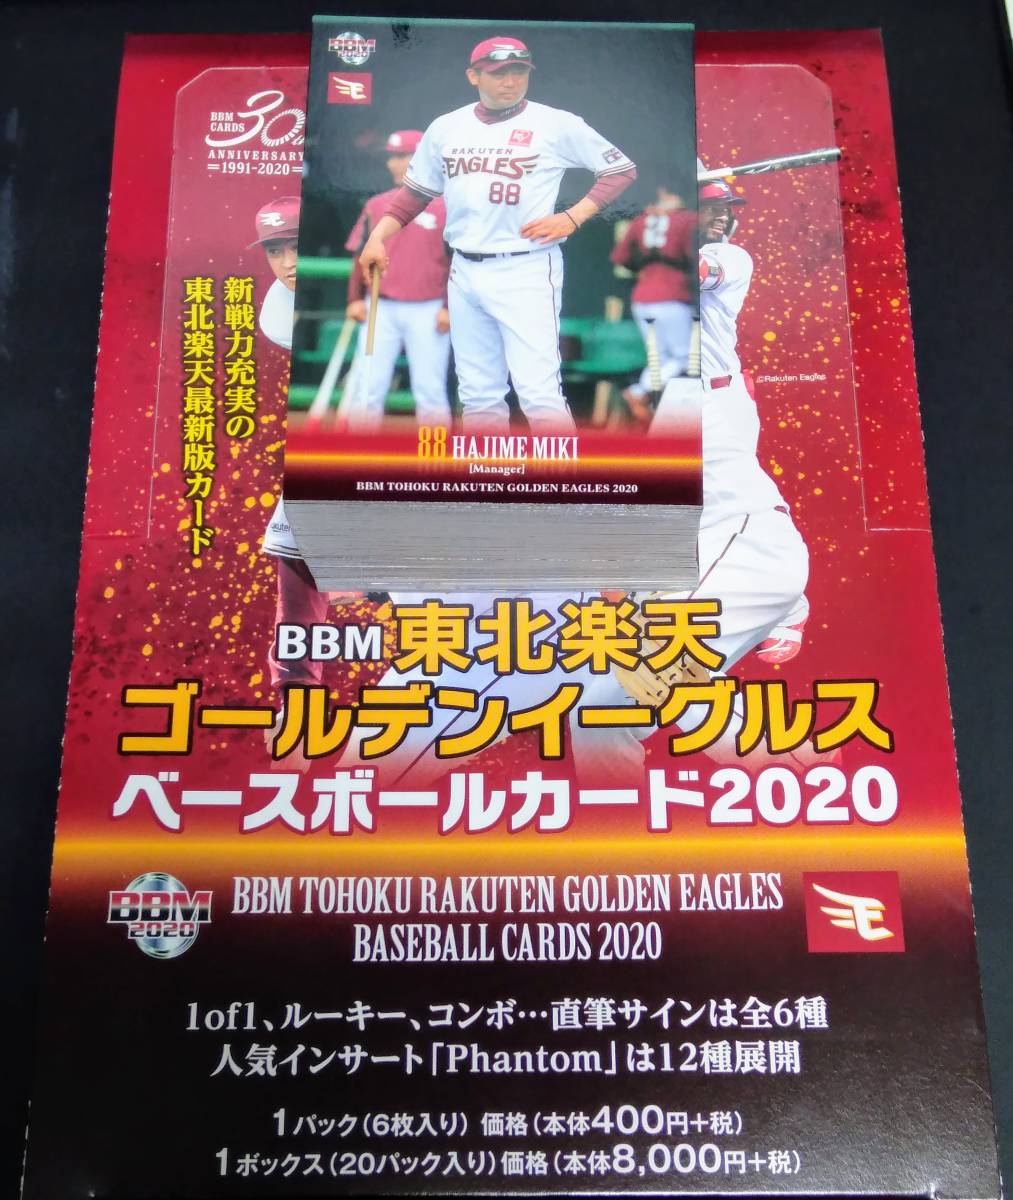 BBM
2020
RAKUTEN
EAGLES
88
88 HAJIME MIKI
[Manager]
BBM TOHOKU RAKUTEN GOLDEN EAGLES 2020
BBM
CARDS
30th
ANNIVERSARY
1991-2020
新戦力充実の
東北楽天最新版カード
©Rakuten Eagles
BBM 東北楽天
ゴールデンイーグルス
ベースボールカード2020
BBM
2020
BBM TOHOKU RAKUTEN GOLDEN EAGLES
BASEBALL CARDS 2020
1of1、ルーキー、コンボ…直筆サインは全6種
人気インサート「Phantom」は12種展開
1パック(6枚入り) 価格(本体400円+税)
1ボックス(20パック入り)価格(本体8,000円+税)